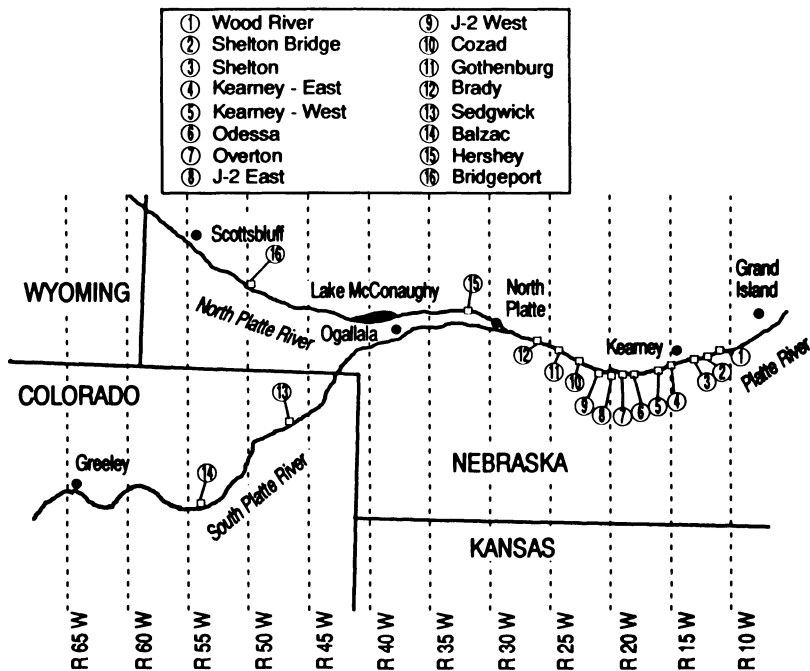 ① Wood River
② Shelton Bridge
③ Shelton
④ Kearney - East
⑤ Kearney - West
⑥ Odessa
⑦ Overton
⑧ J-2 East
⑨ J-2 West
⑩ Cozad
⑪ Gothenburg
⑫ Brady
⑬ Sedgwick
⑭ Balzac
⑮ Hershey
⑯ Bridgeport
Scottsbluff
⑯
WYOMING
North Platte River
Lake McConaughy
Ogallala
⑮
North
Platte
Grand
Island
Kearney
⑫
⑪
⑩
⑨
⑧
⑦
⑥
⑤
④
③
②
①
Platte River
COLORADO
⑬
Greeley
⑭
South Platte River
NEBRASKA
KANSAS
R 65 W
R 60 W
R 55 W
R 50 W
R 45 W
R 40 W
R 35 W
R 30 W
R 25 W
R 20 W
R 15 W
R 10 W